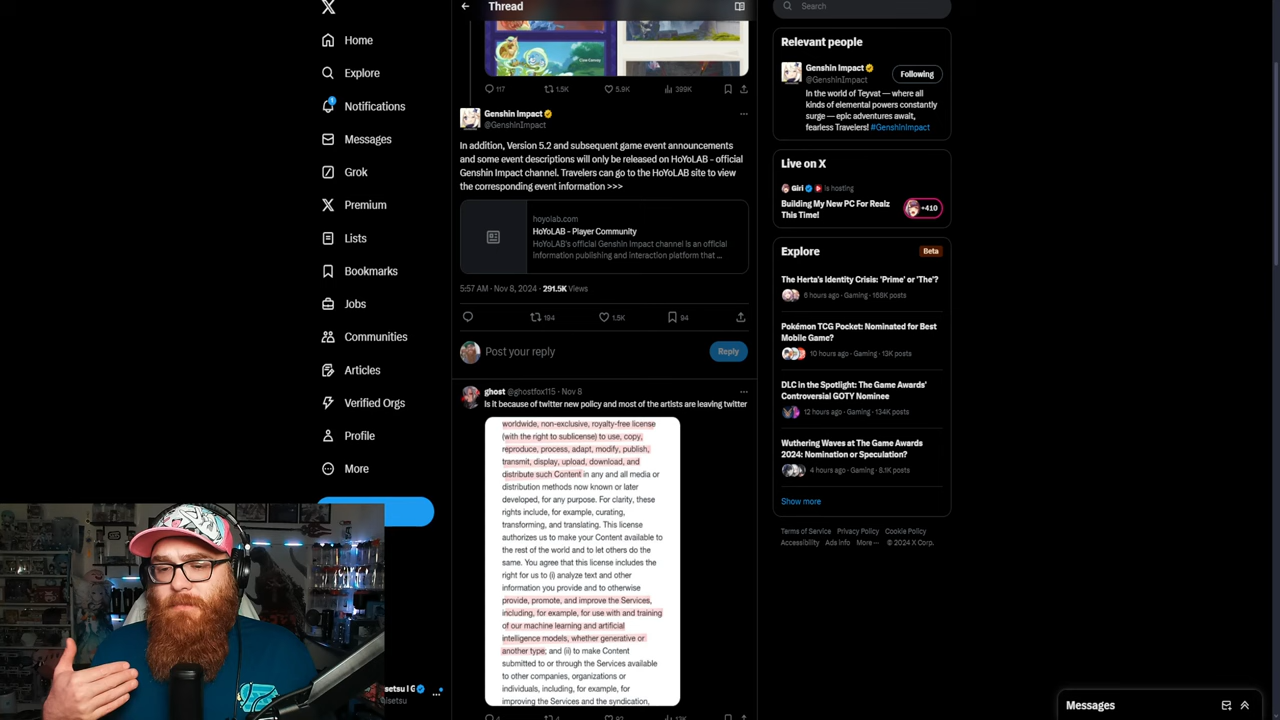 Home
Explore
1
Notifications
Messages
Grok
Premium
Lists
Bookmarks
Jobs
Communities
Articles
Verified Orgs
Profile
More
Thread
117
1.5K
5.9K
399K
Genshin Impact
@GenshinImpact
In addition, Version 5.2 and subsequent game event announcements
and some event descriptions will only be released on HoYoLAB - official
Genshin Impact channel. Travelers can go to the HoYoLAB site to view
the corresponding event information >>>
hoyolab.com
HoYoLAB - Player Community
HoYoLAB's official Genshin Impact channel is an official
information publishing and interaction platform that ...
5:57 AM · Nov 8, 2024 · 291.5K Views
194
1.5K
94
Post your reply
Reply
ghost @ghostfox115 · Nov 8
Is it because of twitter new policy and most of the artists are leaving twitter
worldwide, non-exclusive, royalty-free license
(with the right to sublicense) to use, copy,
reproduce, process, adapt, modify, publish,
transmit, display, upload, download, and
distribute such Content in any and all media or
distribution methods now known or later
developed, for any purpose. For clarity, these
rights include, for example, curating,
transforming, and translating. This license
authorizes us to make your Content available to
the rest of the world and to let others do the
same. You agree that this license includes the
right for us to (i) analyze text and other
information you provide and to otherwise
provide, promote, and improve the Services,
including, for example, for use with and training
of our machine learning and artificial
intelligence models, whether generative or
another type; and (ii) to make Content
submitted to or through the Services available
to other companies, organizations or
individuals, including, for example, for
improving the Services and the syndication,
Search
Relevant people
Genshin Impact
@GenshinImpact
Following
In the world of Teyvat — where all
kinds of elemental powers constantly
surge — epic adventures await,
fearless Travelers! #GenshinImpact
Live on X
Giri is hosting
Building My New PC For Realz
This Time!
+410
Explore
Beta
The Herta's Identity Crisis: 'Prime' or 'The'?
6 hours ago · Gaming · 168K posts
Pokémon TCG Pocket: Nominated for Best
Mobile Game?
10 hours ago · Gaming · 13K posts
DLC in the Spotlight: The Game Awards'
Controversial GOTY Nominee
12 hours ago · Gaming · 134K posts
Wuthering Waves at The Game Awards
2024: Nomination or Speculation?
4 hours ago · Gaming · 8.1K posts
Show more
Terms of Service Privacy Policy Cookie Policy
Accessibility Ads info More ··· © 2024 X Corp.
Messages